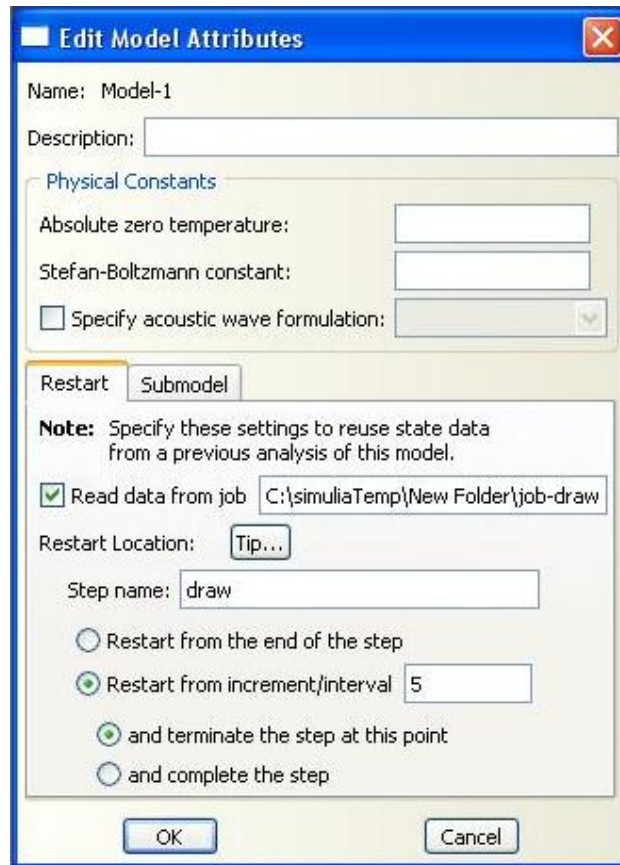 Edit Model Attributes
Name: Model-1
Description:
Physical Constants
Absolute zero temperature:
Stefan-Boltzmann constant:
Specify acoustic wave formulation:
Restart Submodel
Note: Specify these settings to reuse state data
from a previous analysis of this model.
Read data from job C:\simuliaTemp\New Folder\job-draw
Restart Location: Tip...
Step name: draw
Restart from the end of the step
Restart from increment/interval 5
and terminate the step at this point
and complete the step
OK Cancel